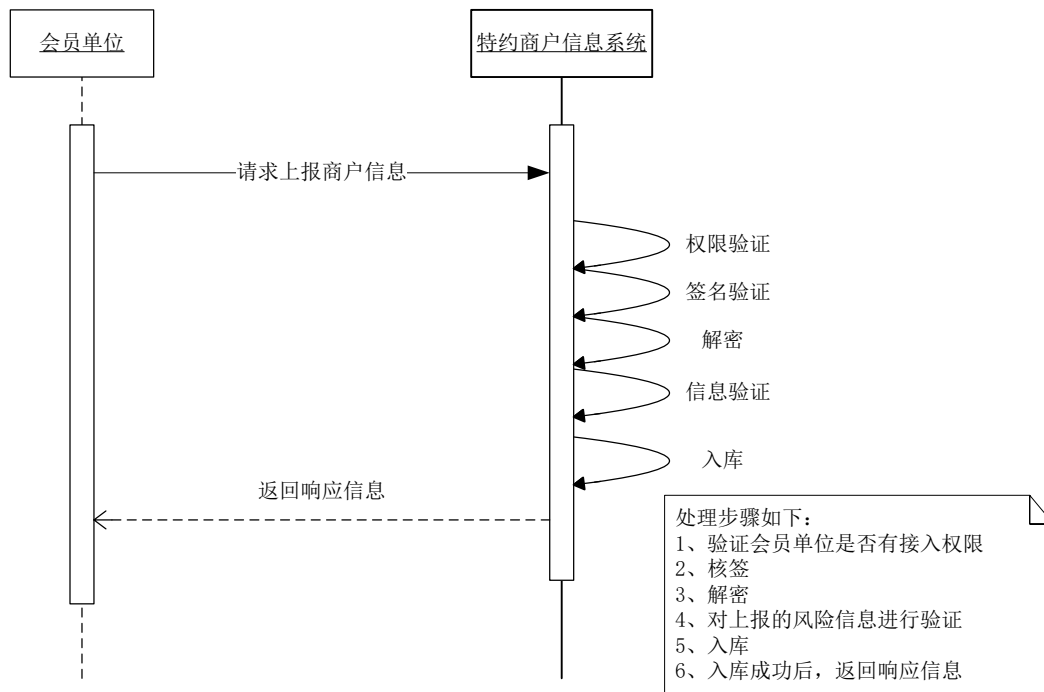 会员单位
特约商户信息系统
请求上报商户信息
权限验证
签名验证
解密
信息验证
入库
返回响应信息
处理步骤如下：
1、验证会员单位是否有接入权限
2、核签
3、解密
4、对上报的风险信息进行验证
5、入库
6、入库成功后，返回响应信息